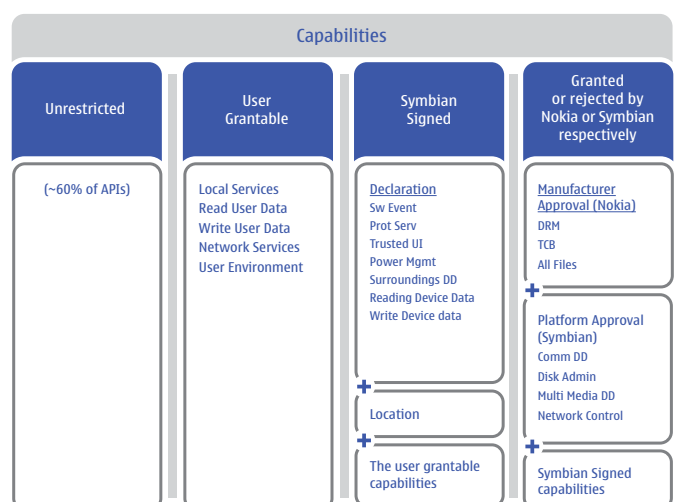 Capabilities
Unrestricted
(~60% of APIs)
User
Grantable
Local Services
Read User Data
Write User Data
Network Services
User Environment
Symbian
Signed
Declaration
Sw Event
Prot Serv
Trusted UI
Power Mgmt
Surroundings DD
Reading Device Data
Write Device data
+
Location
+
The user grantable
capabilities
Granted
or rejected by
Nokia or Symbian
respectively
Manufacturer
Approval (Nokia)
DRM
TCB
All Files
+
Platform Approval
(Symbian)
Comm DD
Disk Admin
Multi Media DD
Network Control
+
Symbian Signed
capabilities